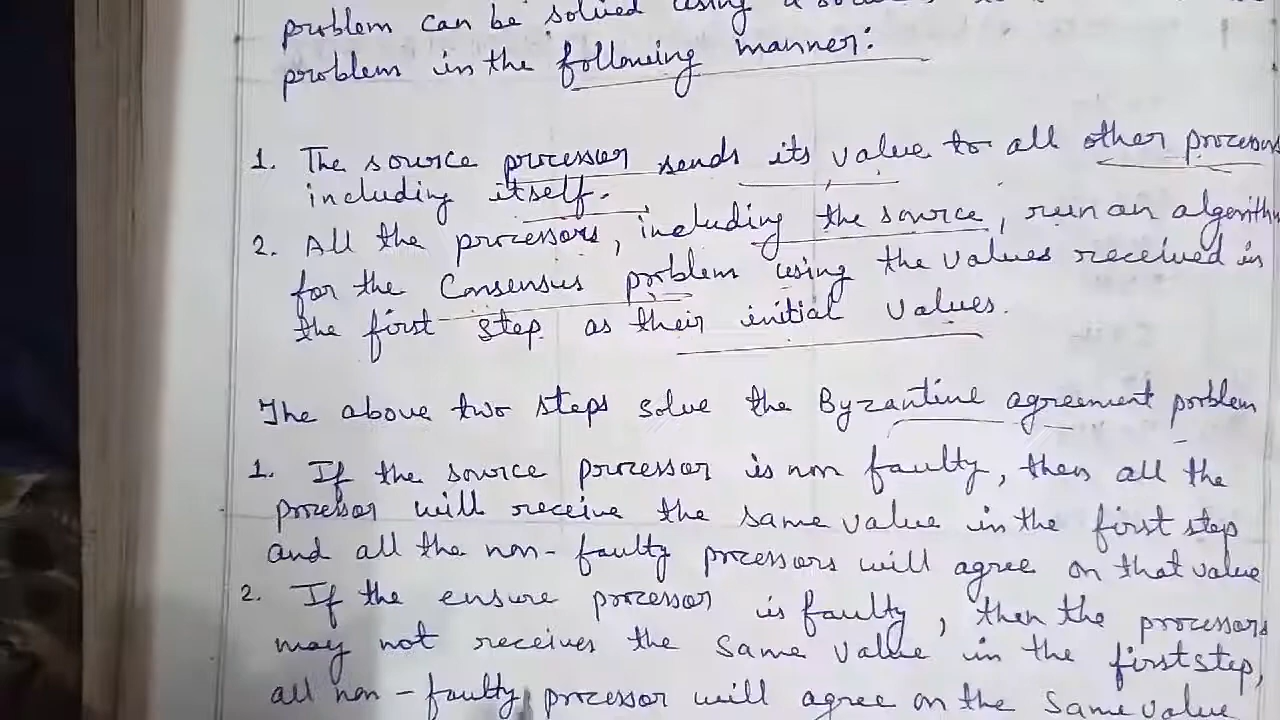 problem can be solved using a
problem in the following manner:
1. The source processor sends its value to all other processors
including itself.
2. All the processors, including the source, run an algorithm
for the Consensus problem using the values received in
the first step as their initial values.
The above two steps solve the Byzantine agreement problem
1. If the source processor is non faulty, then all the
processor will receive the same value in the first step
and all the non-faulty processors will agree on that value
2. If the ensure processor is faulty, then the processors
may not receives the same value in the first step,
all non-faulty processor will agree on the same value